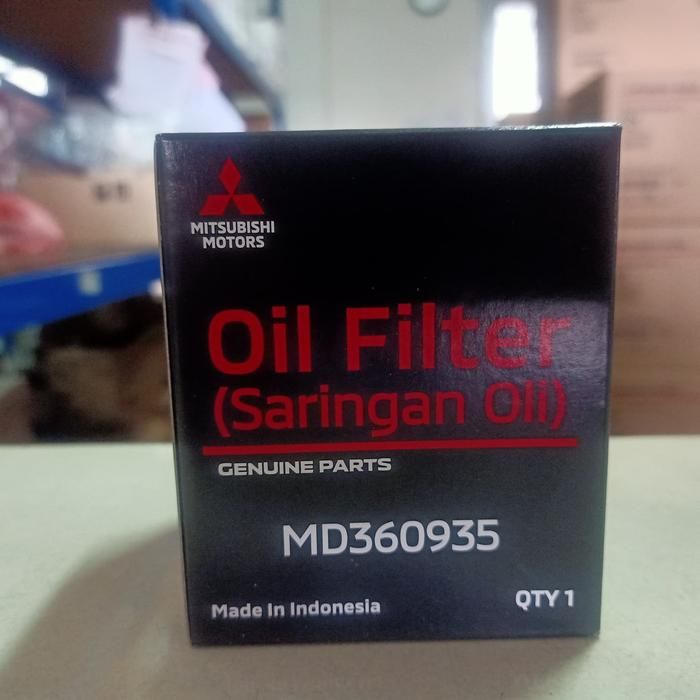 MITSUBISHI
MOTORS
Oil Filter
(Saringan Oli)
GENUINE PARTS
MD360935
Made In Indonesia
QTY 1